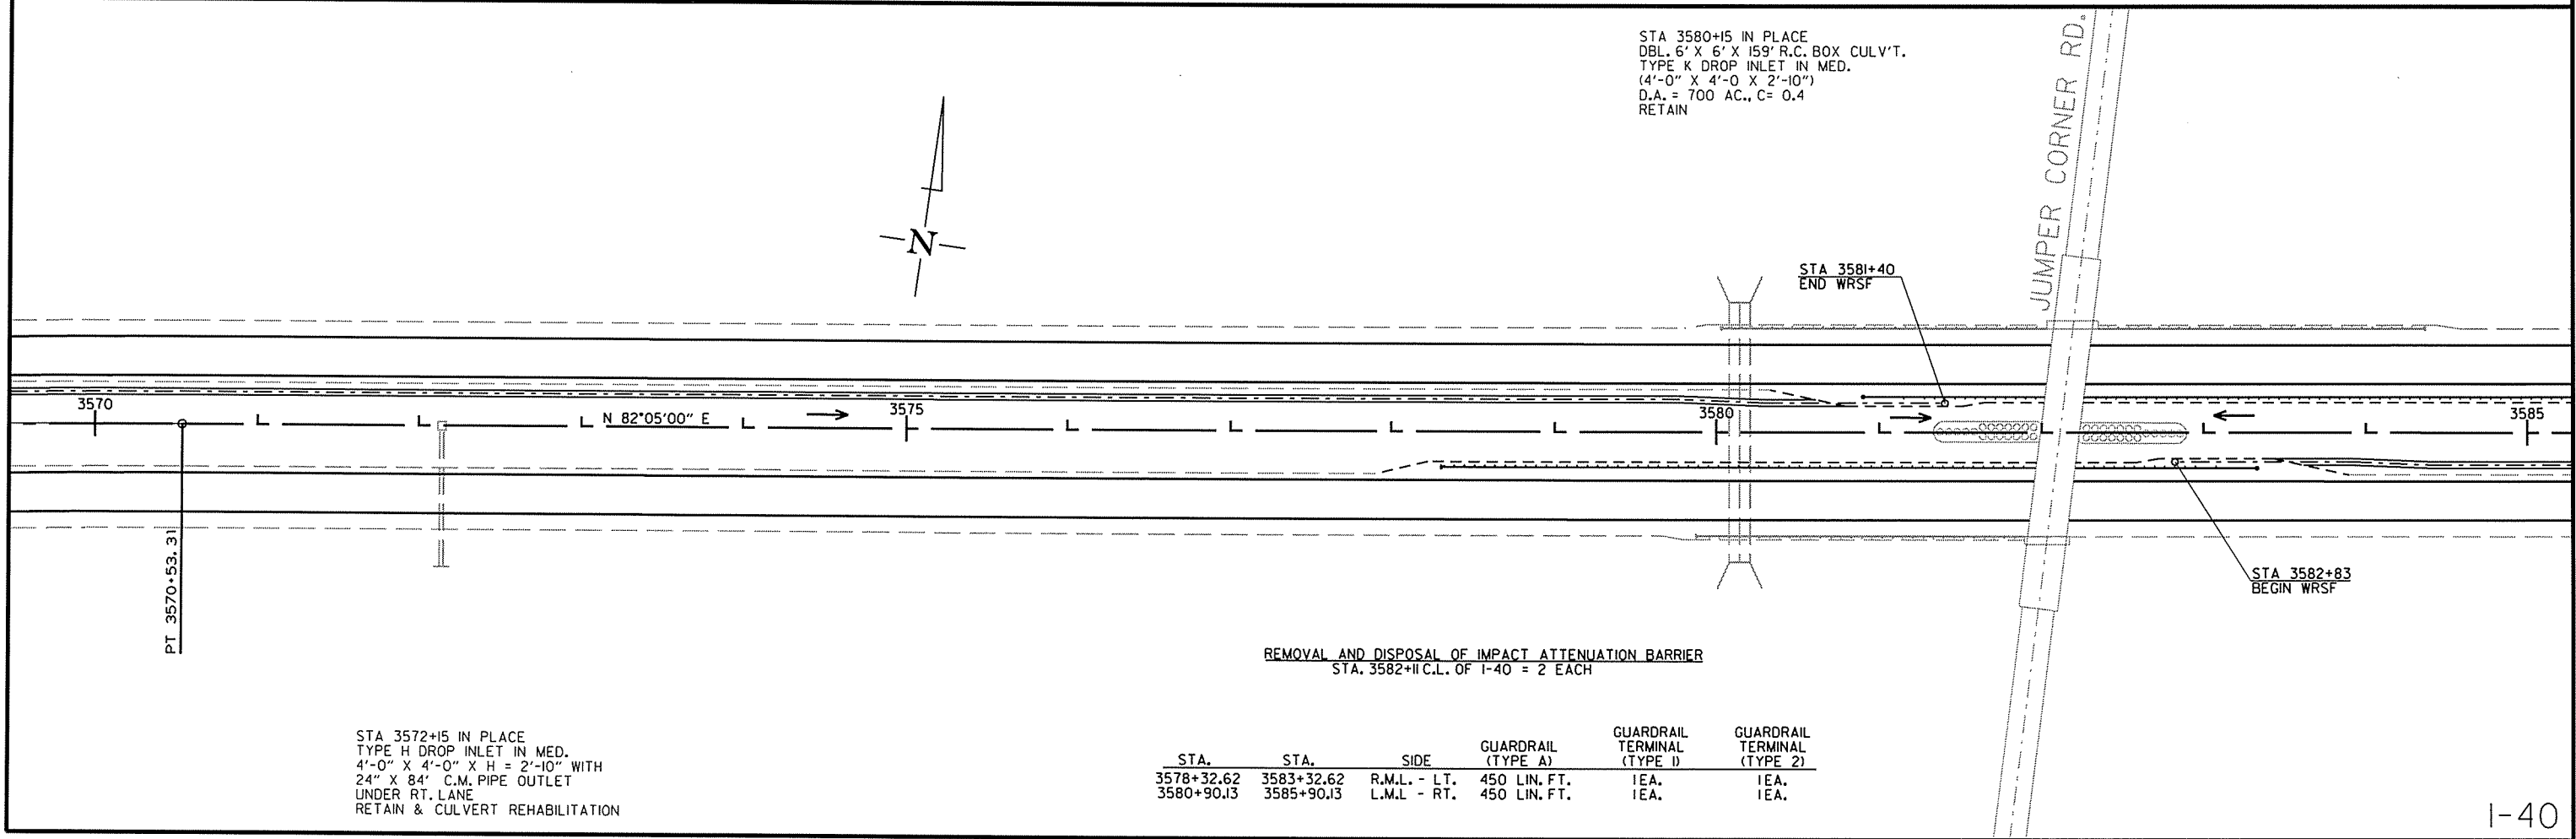 STA 3580+15 IN PLACE
DBL. 6' X 6' X 159' R.C. BOX CULV'T.
TYPE K DROP INLET IN MED.
(4'-0" X 4'-0 X 2'-10")
D.A. = 700 AC., C= 0.4
RETAIN
JUMPER CORNER RD.
N
STA 3581+40
END WRSF
3570
3575
3580
3585
L L L N 82°05'00" E L L L L L L L L L
PT 3570+53.31
STA 3582+83
BEGIN WRSF
REMOVAL AND DISPOSAL OF IMPACT ATTENUATION BARRIER
STA. 3582+11 C.L. OF I-40 = 2 EACH
STA 3572+15 IN PLACE
TYPE H DROP INLET IN MED.
4'-0" X 4'-0" X H = 2'-10" WITH
24" X 84' C.M. PIPE OUTLET
UNDER RT. LANE
RETAIN & CULVERT REHABILITATION
GUARDRAIL GUARDRAIL
GUARDRAIL TERMINAL TERMINAL
STA. STA. SIDE (TYPE A) (TYPE 1) (TYPE 2)
3578+32.62 3583+32.62 R.M.L. - LT. 450 LIN. FT. 1 EA. 1 EA.
3580+90.13 3585+90.13 L.M.L - RT. 450 LIN. FT. 1 EA. 1 EA.
I-40